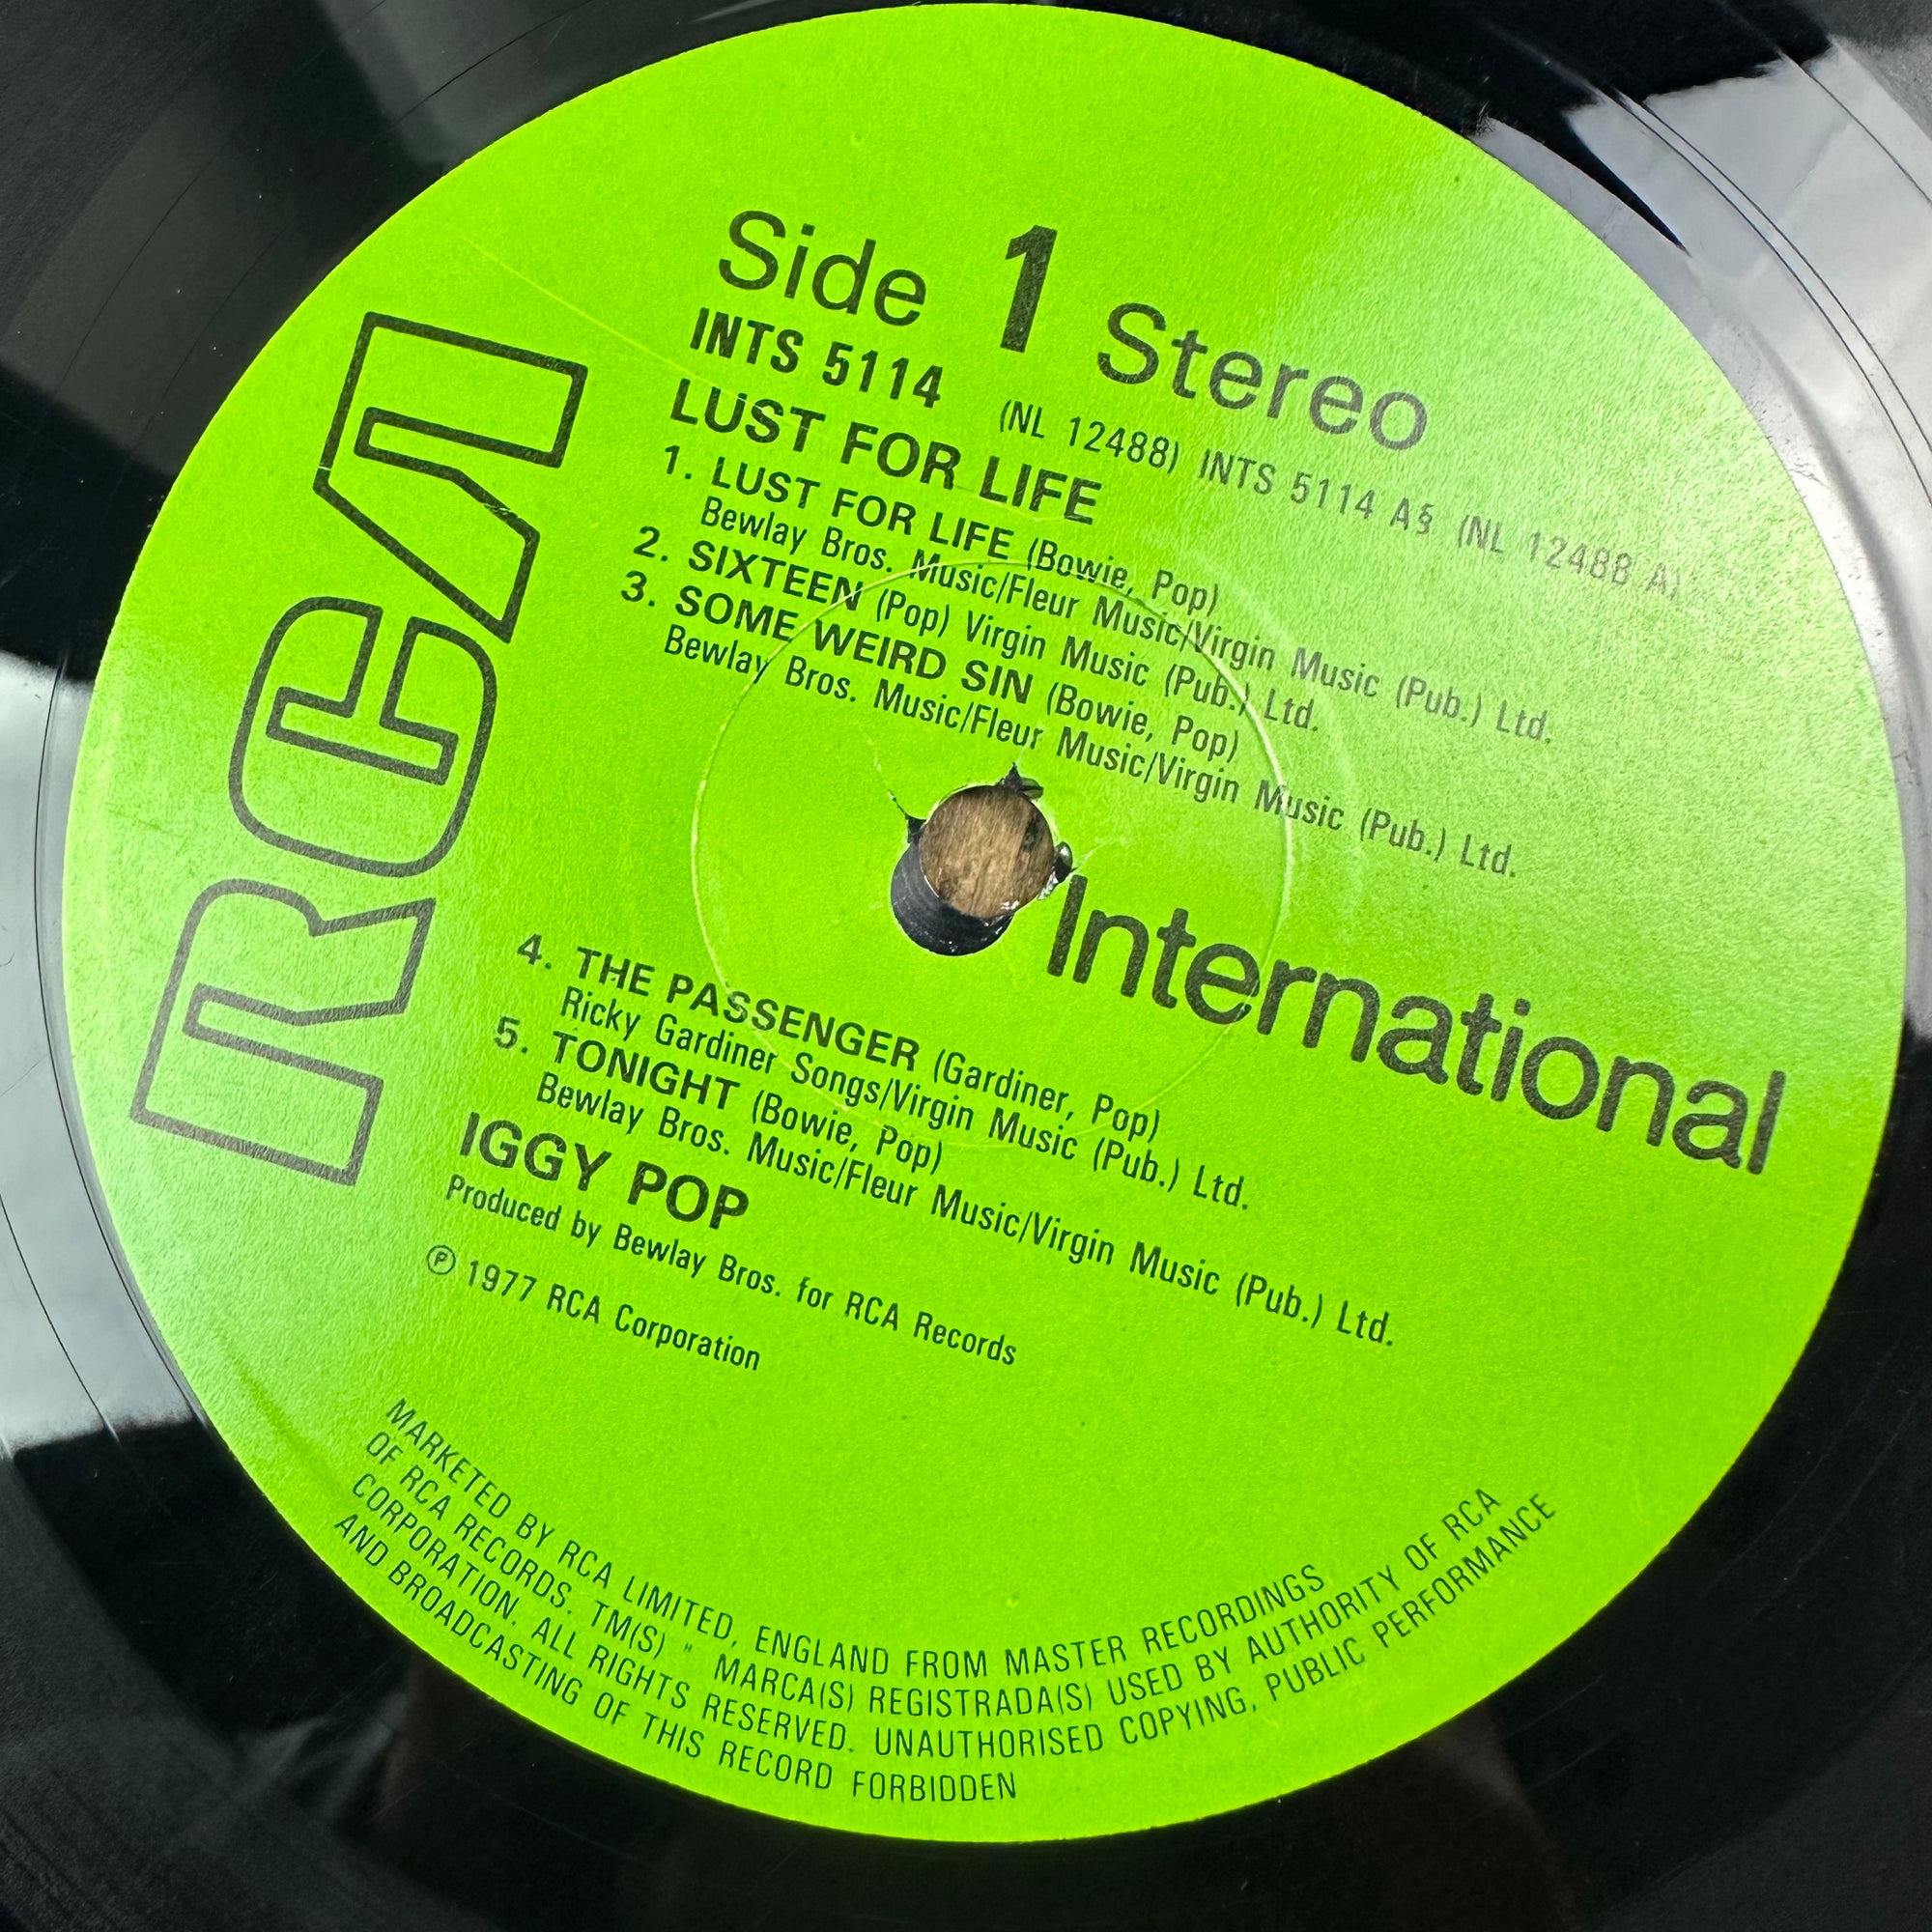 RCA
Side 1 Stereo
INTS 5114 (NL 12488) INTS 5114 A§ (NL 12488 A)
LUST FOR LIFE
1. LUST FOR LIFE (Bowie, Pop)
Bewlay Bros. Music/Fleur Music/Virgin Music (Pub.) Ltd.
2. SIXTEEN (Pop) Virgin Music (Pub.) Ltd.
3. SOME WEIRD SIN (Bowie, Pop)
Bewlay Bros. Music/Fleur Music/Virgin Music (Pub.) Ltd.
International
4. THE PASSENGER (Gardiner, Pop)
Ricky Gardiner Songs/Virgin Music (Pub.) Ltd.
5. TONIGHT (Bowie, Pop)
Bewlay Bros. Music/Fleur Music/Virgin Music (Pub.) Ltd.
IGGY POP
Produced by Bewlay Bros. for RCA Records
℗ 1977 RCA Corporation
MARKETED BY RCA LIMITED, ENGLAND FROM MASTER RECORDINGS
OF RCA RECORDS. TM(S) " MARCA(S) REGISTRADA(S) USED BY AUTHORITY OF RCA
CORPORATION. ALL RIGHTS RESERVED. UNAUTHORISED COPYING, PUBLIC PERFORMANCE
AND BROADCASTING OF THIS RECORD FORBIDDEN